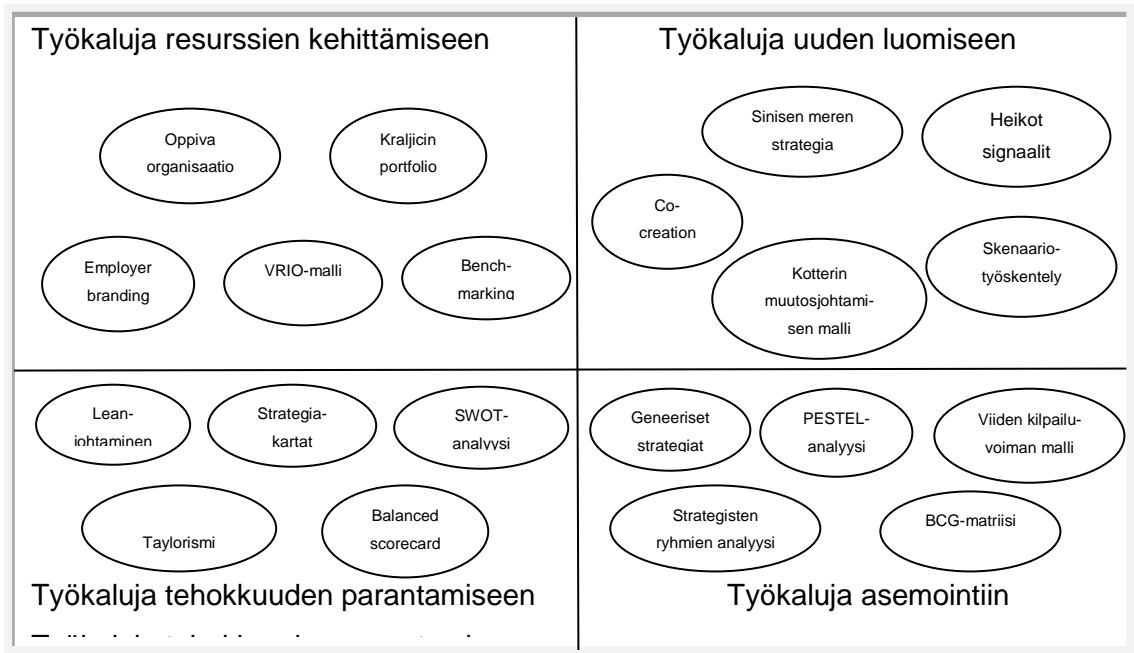 Työkaluja resurssien kehittämiseen
Oppiva
organisaatio
Kraljicin
portfolio
Employer
branding
VRIO-malli
Bench-
marking
Työkaluja uuden luomiseen
Sinisen meren
strategia
Heikot
signaalit
Co-
creation
Kotterin
muutosjohtami-
sen malli
Skenaario-
työskentely
Lean-
johtaminen
Strategia-
kartat
SWOT-
analyysi
Taylorismi
Balanced
scorecard
Työkaluja tehokkuuden parantamiseen
Geneeriset
strategiat
PESTEL-
analyysi
Viiden kilpailu-
voiman malli
Strategisten
ryhmien analyysi
BCG-matriisi
Työkaluja asemointiin